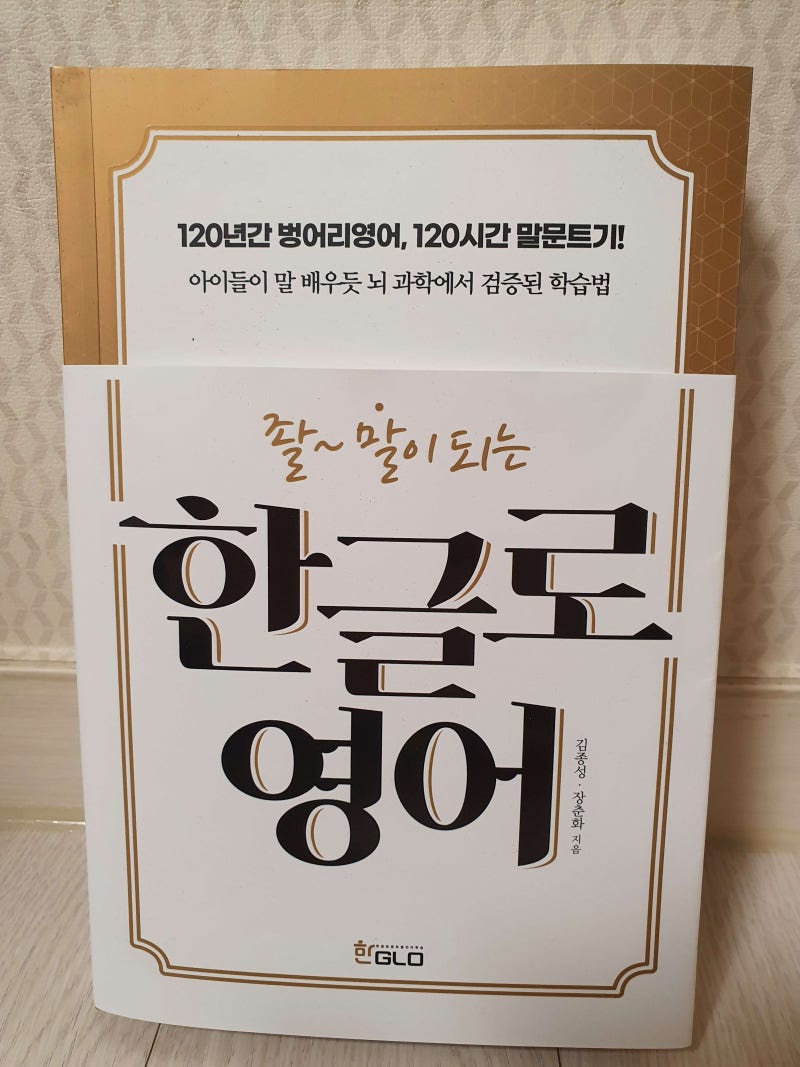 120년간 벙어리영어, 120시간 말문트기!
아이들이 말 배우듯 뇌 과학에서 검증된 학습법
좔~ 말이 되는
한글로
영어
김종성 · 장춘화 지음
한GLO